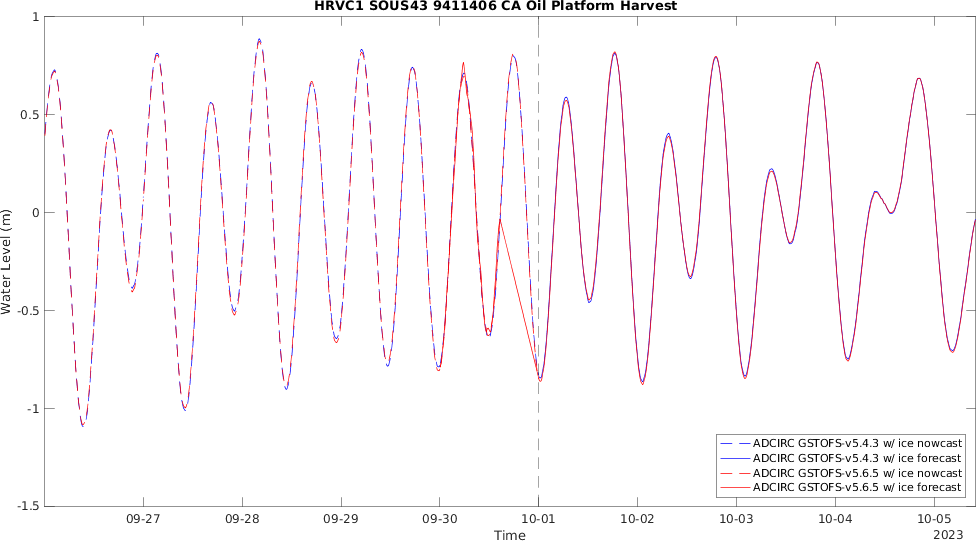 HRVC1 SOUS43 9411406 CA Oil Platform Harvest
1
0.5
0
-0.5
-1
-1.5
Water Level (m)
09-27 09-28 09-29 09-30 10-01 10-02 10-03 10-04 10-05
Time
2023
ADCIRC GSTOFS-v5.4.3 w/ ice nowcast
ADCIRC GSTOFS-v5.4.3 w/ ice forecast
ADCIRC GSTOFS-v5.6.5 w/ ice nowcast
ADCIRC GSTOFS-v5.6.5 w/ ice forecast